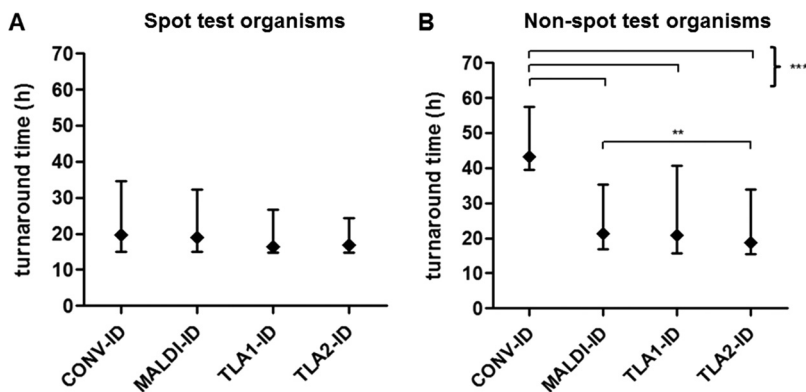 A Spot test organisms
turnaround time (h)
70
60
50
40
30
20
10
0
CONV-ID
MALDI-ID
TLA1-ID
TLA2-ID
B Non-spot test organisms
turnaround time (h)
70
60
50
40
30
20
10
0
***
**
CONV-ID
MALDI-ID
TLA1-ID
TLA2-ID